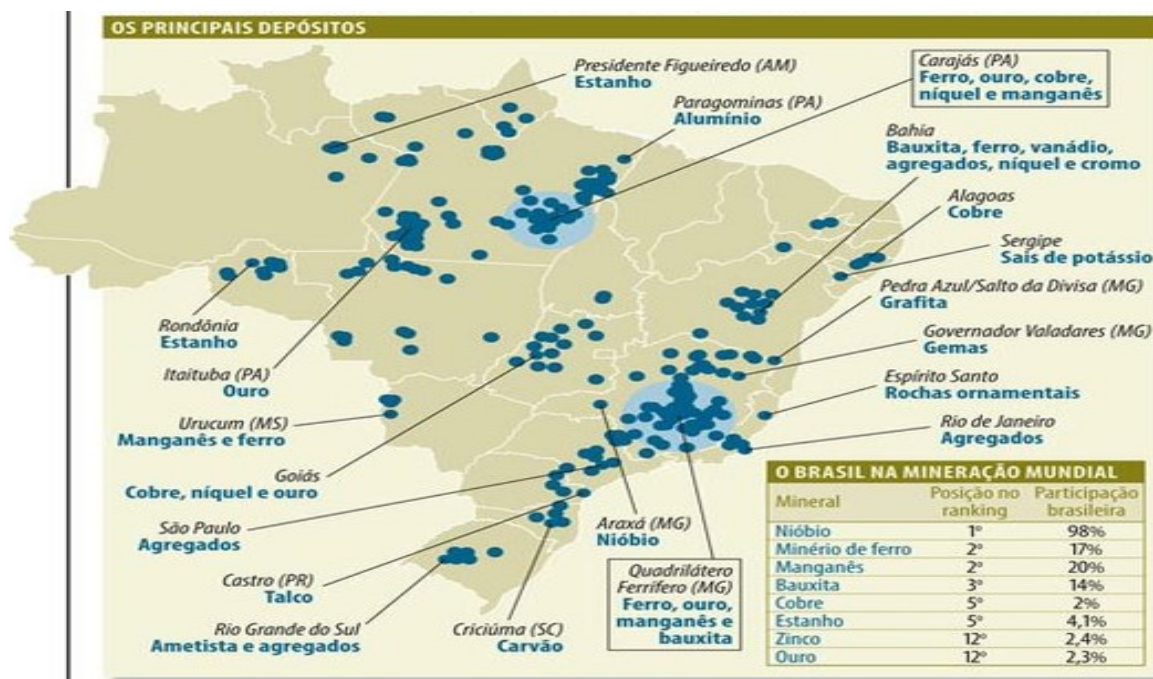 OS PRINCIPAIS DEPÓSITOS
Presidente Figueiredo (AM)
Estanho
Paragominas (PA)
Alumínio
Carajás (PA)
Ferro, ouro, cobre,
níquel e manganês
Bahia
Bauxita, ferro, vanádio,
agregados, níquel e cromo
Alagoas
Cobre
Sergipe
Sais de potássio
Pedra Azul/Salto da Divisa (MG)
Grafita
Governador Valadares (MG)
Gemas
Espírito Santo
Rochas ornamentais
Rio de Janeiro
Agregados
Rondônia
Estanho
Itaituba (PA)
Ouro
Urucum (MS)
Manganês e ferro
Goiás
Cobre, níquel e ouro
São Paulo
Agregados
Castro (PR)
Talco
Rio Grande do Sul
Ametista e agregados
Criciúma (SC)
Carvão
Araxá (MG)
Nióbio
Quadrilátero
Ferrífero (MG)
Ferro, ouro,
manganês e
bauxita
O BRASIL NA MINERAÇÃO MUNDIAL
Mineral Posição no ranking Participação brasileira
Nióbio 1º 98%
Minério de ferro 2º 17%
Manganês 2º 20%
Bauxita 3º 14%
Cobre 5º 2%
Estanho 5º 4,1%
Zinco 12º 2,4%
Ouro 12º 2,3%